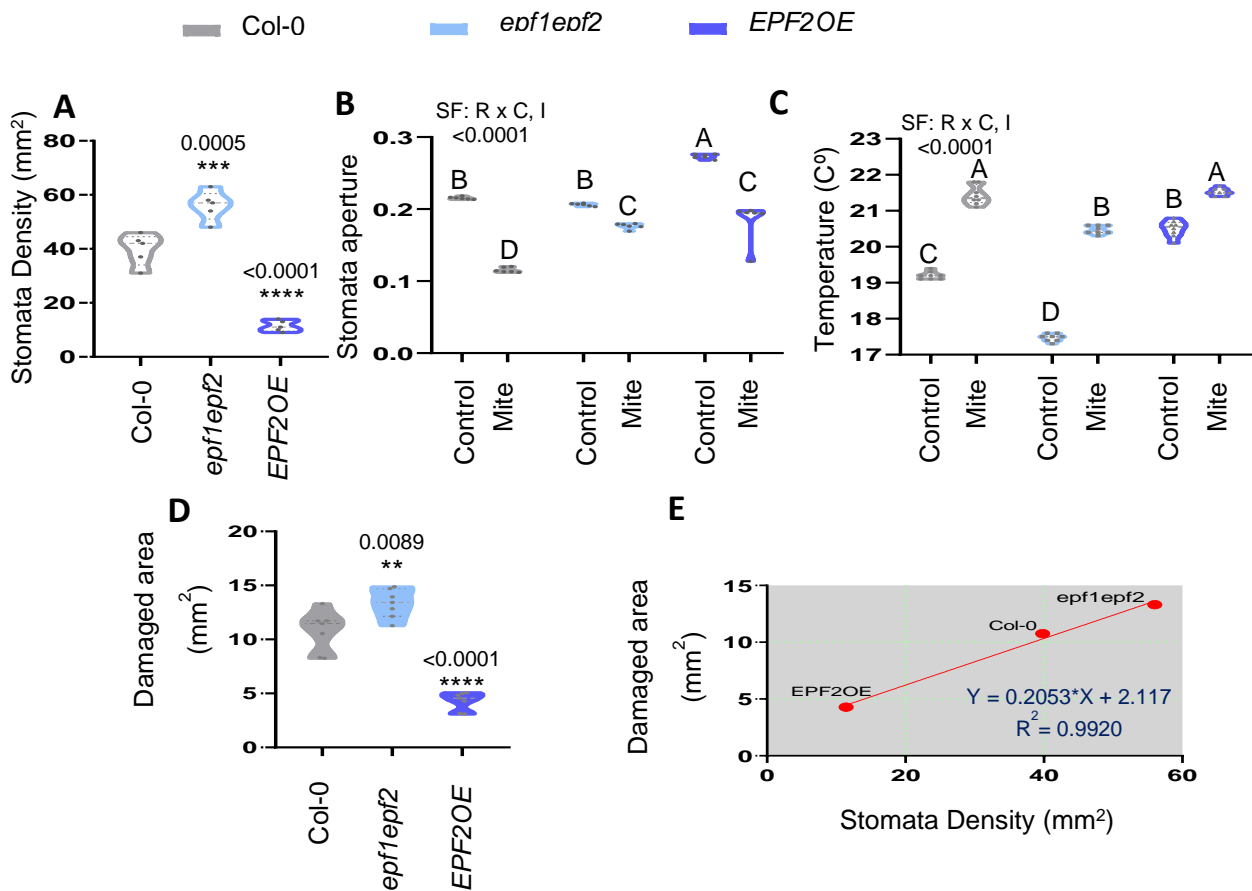 Col-0 epf1epf2 EPF2OE
A
Stomata Density (mm2)
80
60
40
20
0
0.0005
***
<0.0001
****
Col-0
epf1epf2
EPF2OE
B
SF: R x C, I
<0.0001
Stomata aperture
0.3
0.2
0.1
0.0
B
D
B
C
A
C
Control
Mite
Control
Mite
Control
Mite
C
SF: R x C, I
<0.0001
Temperature (Cº)
23
22
21
20
19
18
17
C
A
D
B
B
A
Control
Mite
Control
Mite
Control
Mite
D
Damaged area
(mm2)
20
15
10
5
0
0.0089
**
<0.0001
****
Col-0
epf1epf2
EPF2OE
E
Damaged area
(mm2)
15
10
5
0
epf1epf2
Col-0
EPF2OE
Y = 0.2053*X + 2.117
R2 = 0.9920
0 20 40 60
Stomata Density (mm2)